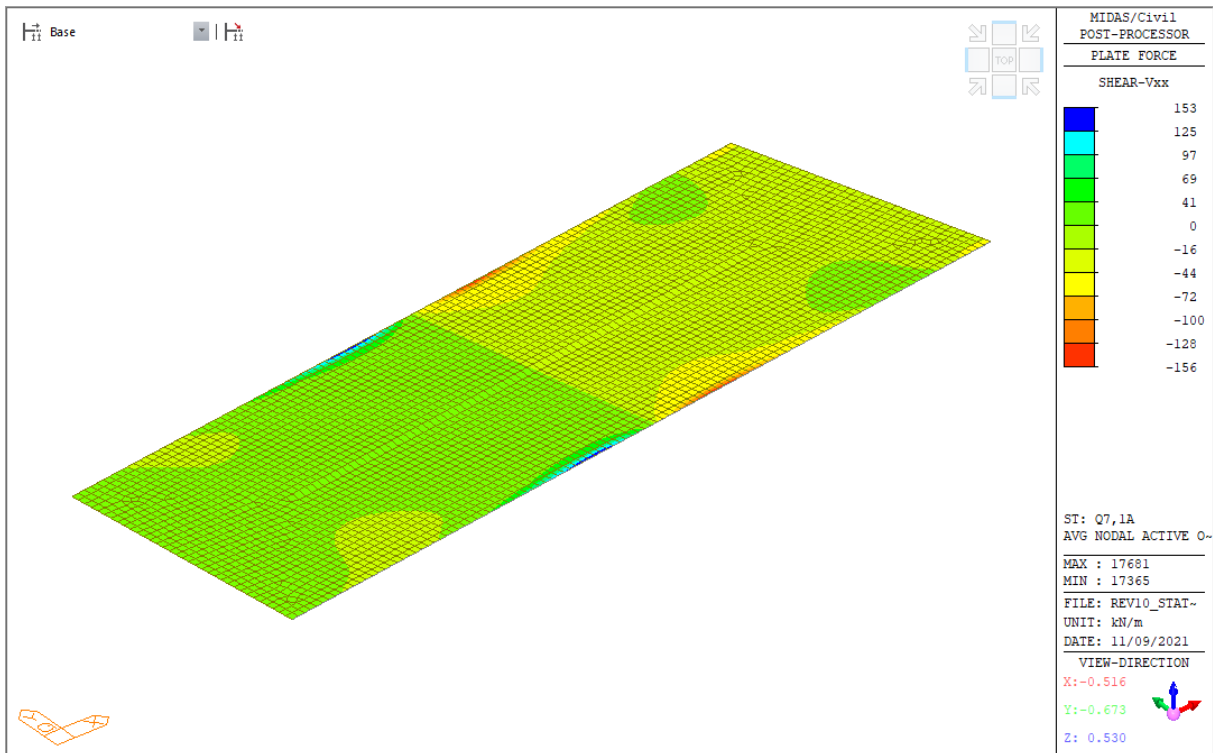 Base
TOP
MIDAS/Civil
POST-PROCESSOR
PLATE FORCE
SHEAR-Vxx
153
125
97
69
41
0
-16
-44
-72
-100
-128
-156
ST: Q7,1A
AVG NODAL ACTIVE O~
MAX : 17681
MIN : 17365
FILE: REV10_STAT~
UNIT: kN/m
DATE: 11/09/2021
VIEW-DIRECTION
X:-0.516
Y:-0.673
Z: 0.530